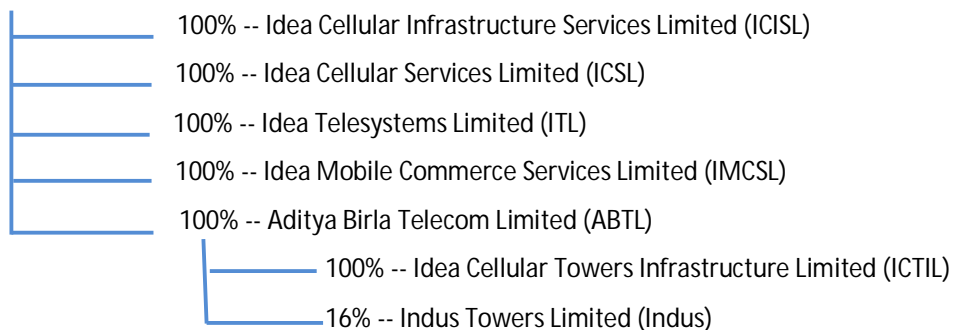 100% -- Idea Cellular Infrastructure Services Limited (ICISL)
100% -- Idea Cellular Services Limited (ICSL)
100% -- Idea Telesystems Limited (ITL)
100% -- Idea Mobile Commerce Services Limited (IMCSL)
100% -- Aditya Birla Telecom Limited (ABTL)
100% -- Idea Cellular Towers Infrastructure Limited (ICTIL)
16% -- Indus Towers Limited (Indus)